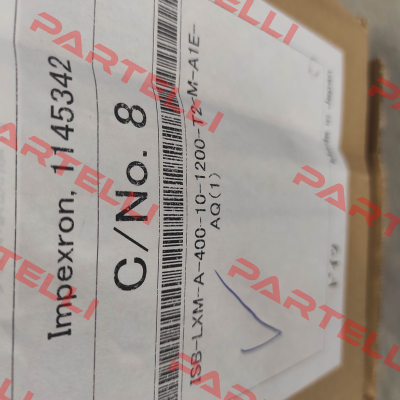 Impexron, 1145342
C/No. 8
ISB-LXM-A-400-10-1200-T2-M-A1E-
AQ(1)
PARTELLI
PARTELLI
PARTELLI
PARTELLI
PARTELLI